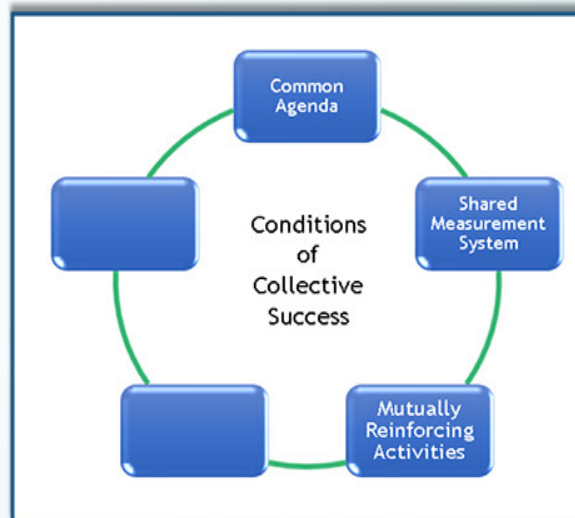 Common
Agenda
Shared
Measurement
System
Mutually
Reinforcing
Activities
Conditions
of
Collective
Success